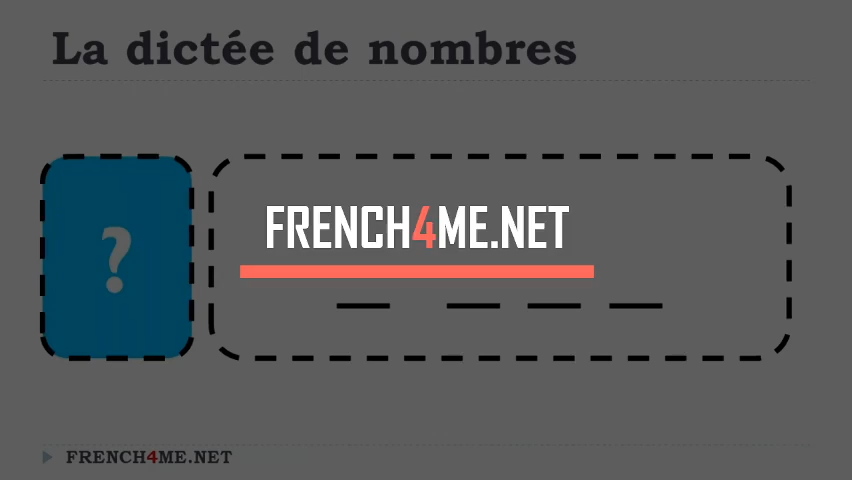 La dictée de nombres
?
FRENCH4ME.NET
FRENCH4ME.NET